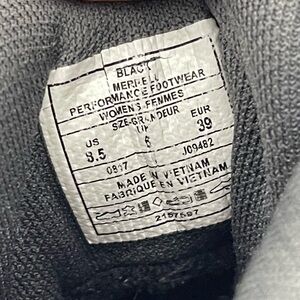 BLACK
MERRELL
PERFORMANCE FOOTWEAR
WOMENS-FEMMES
SIZE-GRANDEUR
US UK EUR
8.5 6 39
J09482
MADE IN VIETNAM
FABRIQUE EN VIETNAM